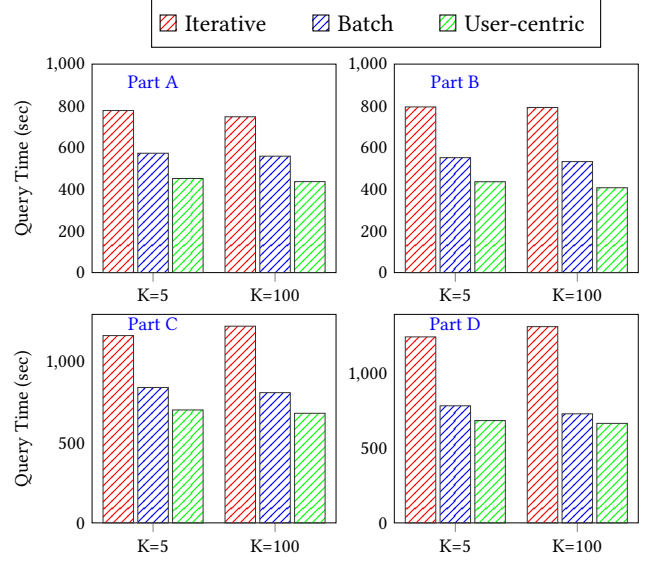 Iterative Batch User-centric
Part A
Query Time (sec)
1,000
800
600
400
200
0
K=5 K=100
Part B
1,000
800
600
400
200
0
K=5 K=100
Part C
Query Time (sec)
1,000
500
0
K=5 K=100
Part D
1,000
500
0
K=5 K=100